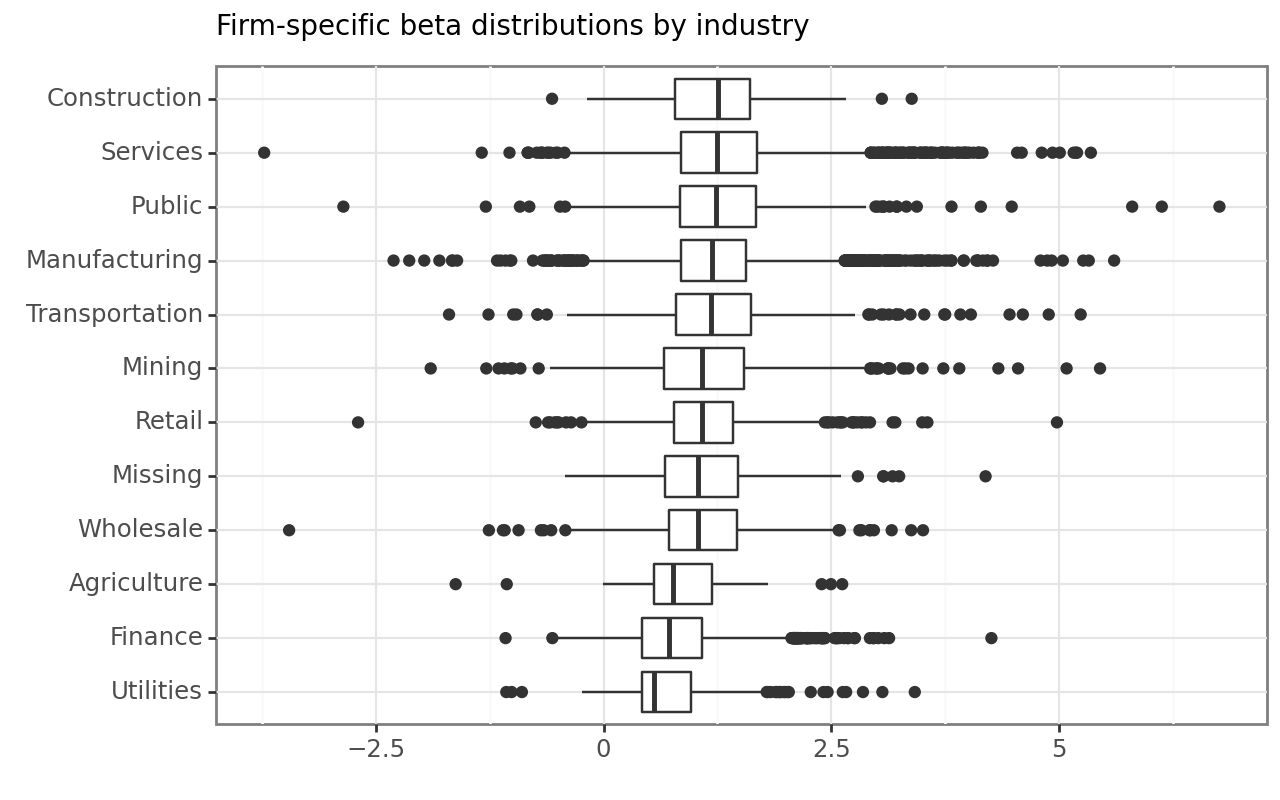 Firm-specific beta distributions by industry
Construction
Services
Public
Manufacturing
Transportation
Mining
Retail
Missing
Wholesale
Agriculture
Finance
Utilities
−2.5 0 2.5 5